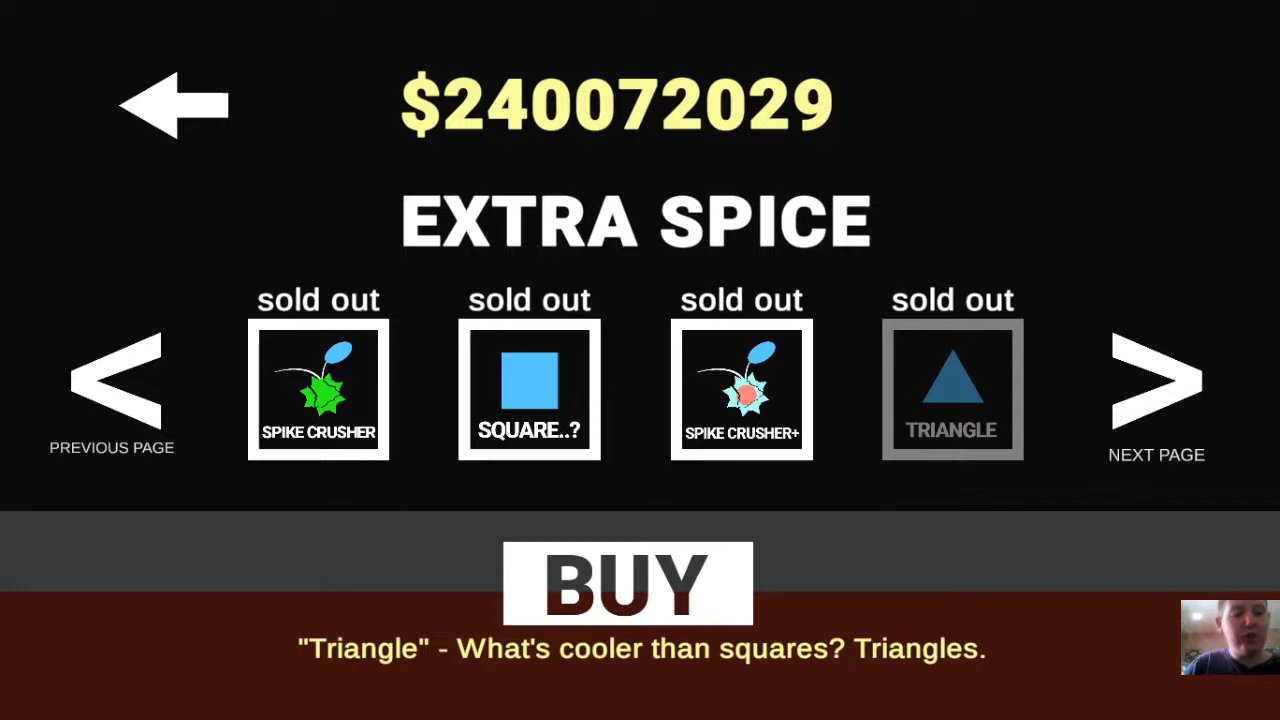 $240072029
EXTRA SPICE
sold out sold out sold out sold out
SPIKE CRUSHER SQUARE..? SPIKE CRUSHER+ TRIANGLE
< >
PREVIOUS PAGE NEXT PAGE
BUY
"Triangle" - What's cooler than squares? Triangles.